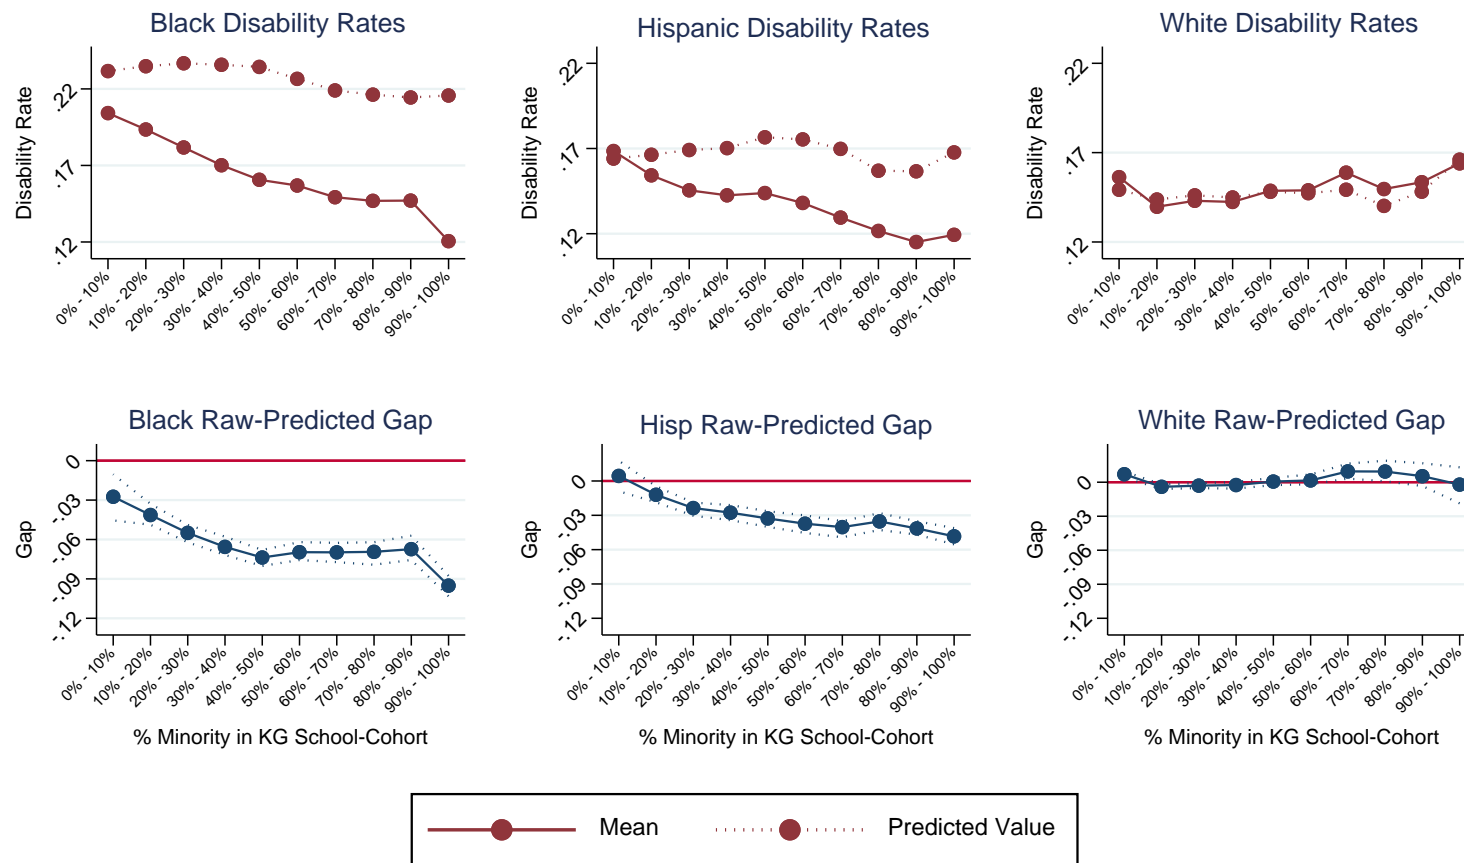 Black Disability Rates
Hispanic Disability Rates
White Disability Rates
Disability Rate
.22
.17
.12
0% - 10%
10% - 20%
20% - 30%
30% - 40%
40% - 50%
50% - 60%
60% - 70%
70% - 80%
80% - 90%
90% - 100%
Disability Rate
.22
.17
.12
0% - 10%
10% - 20%
20% - 30%
30% - 40%
40% - 50%
50% - 60%
60% - 70%
70% - 80%
80% - 90%
90% - 100%
Disability Rate
.22
.17
.12
0% - 10%
10% - 20%
20% - 30%
30% - 40%
40% - 50%
50% - 60%
60% - 70%
70% - 80%
80% - 90%
90% - 100%
Black Raw-Predicted Gap
Hisp Raw-Predicted Gap
White Raw-Predicted Gap
Gap
0
-.03
-.06
-.09
-.12
0% - 10%
10% - 20%
20% - 30%
30% - 40%
40% - 50%
50% - 60%
60% - 70%
70% - 80%
80% - 90%
90% - 100%
% Minority in KG School-Cohort
Gap
0
-.03
-.06
-.09
-.12
0% - 10%
10% - 20%
20% - 30%
30% - 40%
40% - 50%
50% - 60%
60% - 70%
70% - 80%
80% - 90%
90% - 100%
% Minority in KG School-Cohort
Gap
0
-.03
-.06
-.09
-.12
0% - 10%
10% - 20%
20% - 30%
30% - 40%
40% - 50%
50% - 60%
60% - 70%
70% - 80%
80% - 90%
90% - 100%
% Minority in KG School-Cohort
Mean
Predicted Value